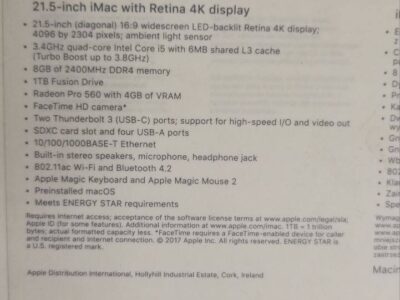 21.5-inch iMac with Retina 4K display
• 21.5-inch (diagonal) 16:9 widescreen LED-backlit Retina 4K display;
4096 by 2304 pixels; ambient light sensor
• 3.4GHz quad-core Intel Core i5 with 6MB shared L3 cache
(Turbo Boost up to 3.8GHz)
• 8GB of 2400MHz DDR4 memory
• 1TB Fusion Drive
• Radeon Pro 560 with 4GB of VRAM
• FaceTime HD camera*
• Two Thunderbolt 3 (USB-C) ports; support for high-speed I/O and video out
• SDXC card slot and four USB-A ports
• 10/100/1000BASE-T Ethernet
• Built-in stereo speakers, microphone, headphone jack
• 802.11ac Wi-Fi and Bluetooth 4.2
• Apple Magic Keyboard and Apple Magic Mouse 2
• Preinstalled macOS
• Meets ENERGY STAR requirements
Requires Internet access; acceptance of the software license terms at www.apple.com/legal/sla;
Apple ID (for some features). Additional information at www.apple.com/imac. 1TB = 1 trillion
bytes; actual formatted capacity less. *FaceTime requires a FaceTime-enabled device for caller
and recipient and Internet connection. © 2017 Apple Inc. All rights reserved. ENERGY STAR is
a U.S. registered mark.
Apple Distribution International, Hollyhill Industrial Estate, Cork, Ireland